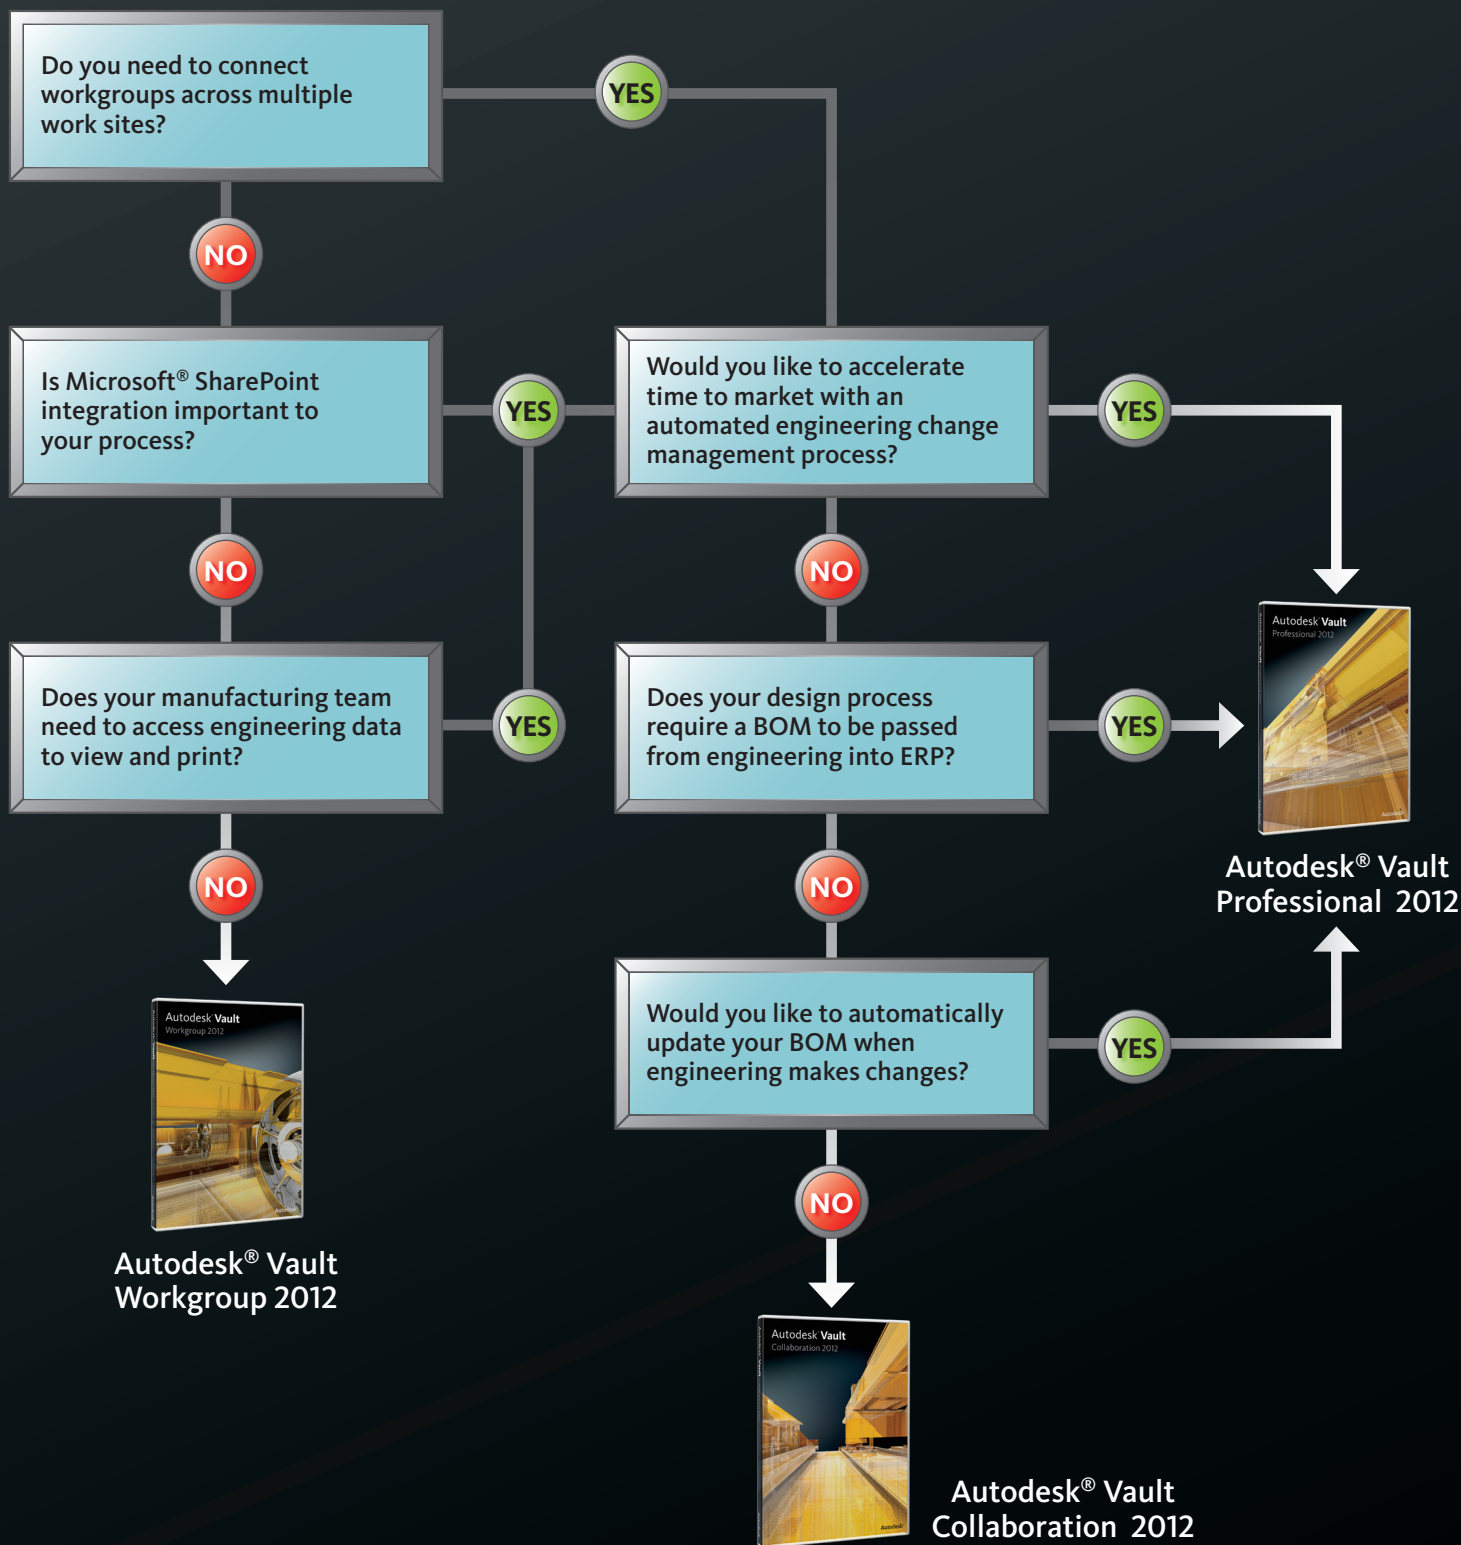 Do you need to connect
workgroups across multiple
work sites?
YES
NO
Is Microsoft® SharePoint
integration important to
your process?
YES
Would you like to accelerate
time to market with an
automated engineering change
management process?
YES
NO
NO
Does your manufacturing team
need to access engineering data
to view and print?
YES
Does your design process
require a BOM to be passed
from engineering into ERP?
YES
Autodesk Vault
Professional 2012
Autodesk
Autodesk® Vault
Professional 2012
NO
NO
Autodesk Vault
Workgroup 2012
Autodesk
Autodesk® Vault
Workgroup 2012
Would you like to automatically
update your BOM when
engineering makes changes?
YES
NO
Autodesk Vault
Collaboration 2012
Autodesk
Autodesk® Vault
Collaboration 2012